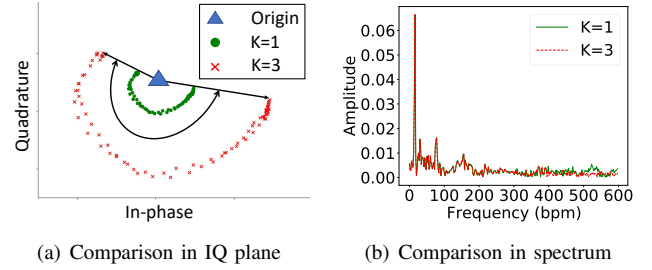 Quadrature
In-phase
Origin
K=1
K=3
(a) Comparison in IQ plane
Amplitude
0.06
0.05
0.04
0.03
0.02
0.01
0.00
K=1
K=3
0 100 200 300 400 500 600
Frequency (bpm)
(b) Comparison in spectrum